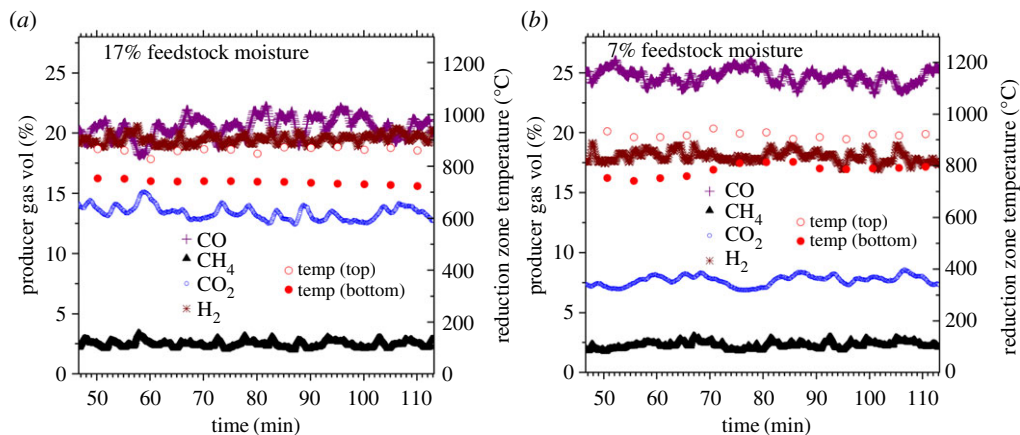 (a)
17% feedstock moisture
producer gas vol (%)
25
20
15
10
5
0
1200
1000
800
600
400
200
0
reduction zone temperature (°C)
CO
CH4
CO2
H2
temp (top)
temp (bottom)
50 60 70 80 90 100 110
time (min)
(b)
7% feedstock moisture
producer gas vol (%)
25
20
15
10
5
0
1200
1000
800
600
400
200
0
reduction zone temperature (°C)
CO
CH4
CO2
H2
temp (top)
temp (bottom)
50 60 70 80 90 100 110
time (min)